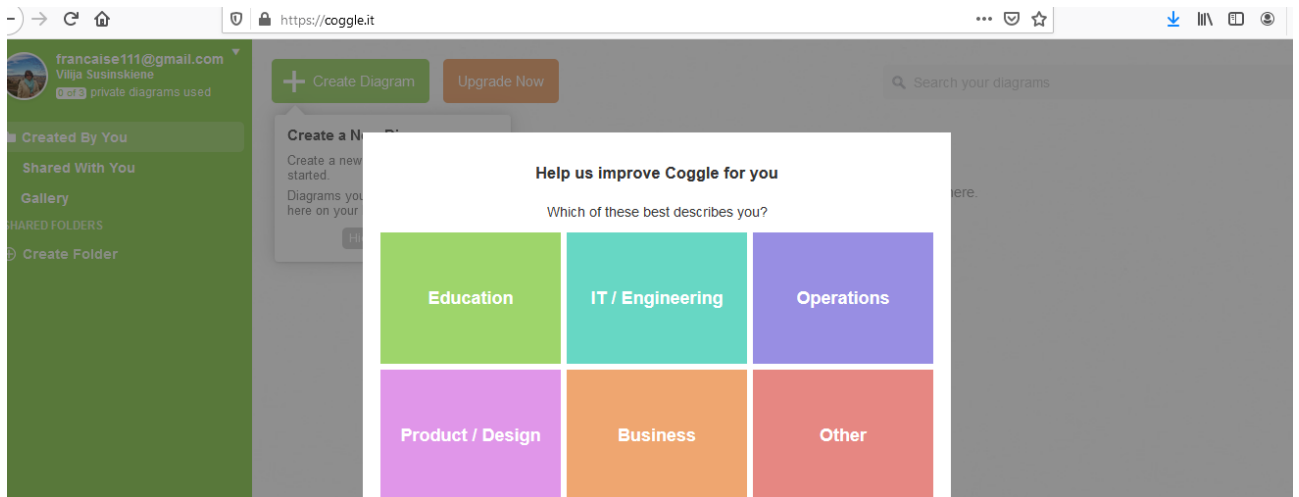 https://coggle.it
francaise111@gmail.com
Vilija Susinskiene
0 of 3 private diagrams used
Created By You
Shared With You
Gallery
SHARED FOLDERS
Create Folder
Create Diagram
Upgrade Now
Search your diagrams
Create a
Create a new
started.
Diagrams you
here on your
here.
Help us improve Coggle for you
Which of these best describes you?
Education
IT / Engineering
Operations
Product / Design
Business
Other